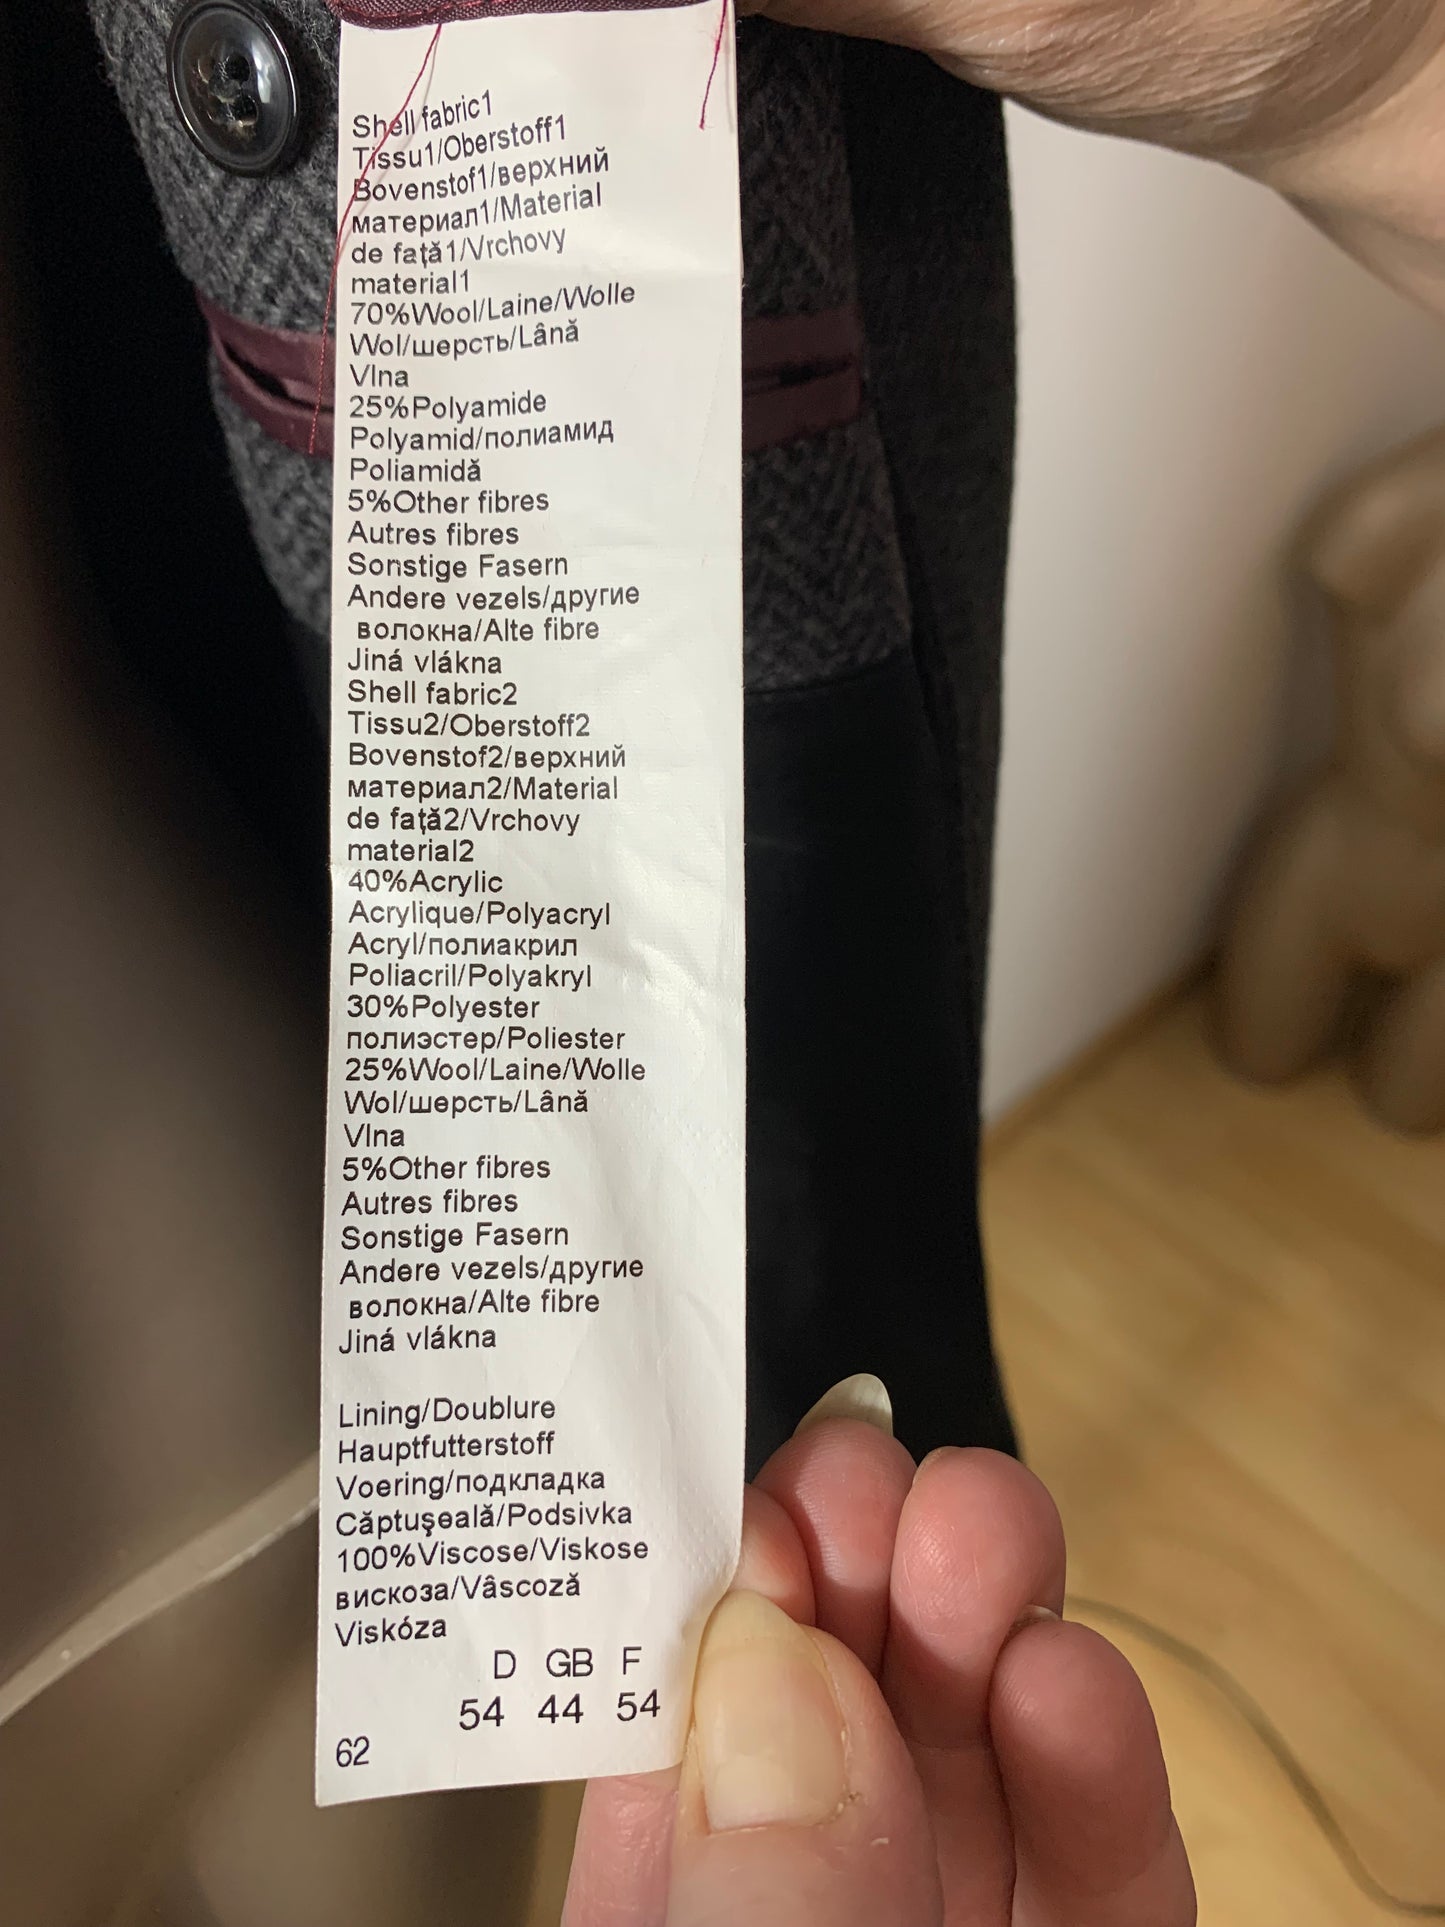 Shell fabric1
Tissu1/Oberstoff1
Bovenstof1/верхний
материал1/Material
de faţă1/Vrchovy
material1
70%Wool/Laine/Wolle
Wol/шерсть/Lână
Vlna
25%Polyamide
Polyamid/полиамид
Poliamidă
5%Other fibres
Autres fibres
Sonstige Fasern
Andere vezels/другие
волокна/Alte fibre
Jiná vlákna
Shell fabric2
Tissu2/Oberstoff2
Bovenstof2/верхний
материал2/Material
de faţă2/Vrchovy
material2
40%Acrylic
Acrylique/Polyacryl
Acryl/полиакрил
Poliacril/Polyakryl
30%Polyester
полиэстер/Poliester
25%Wool/Laine/Wolle
Wol/шерсть/Lână
Vlna
5%Other fibres
Autres fibres
Sonstige Fasern
Andere vezels/другие
волокна/Alte fibre
Jiná vlákna
Lining/Doublure
Hauptfutterstoff
Voering/подкладка
Căptuşeală/Podsivka
100%Viscose/Viskose
вискоза/Vâscoză
Viskóza
D GB F
54 44 54
62